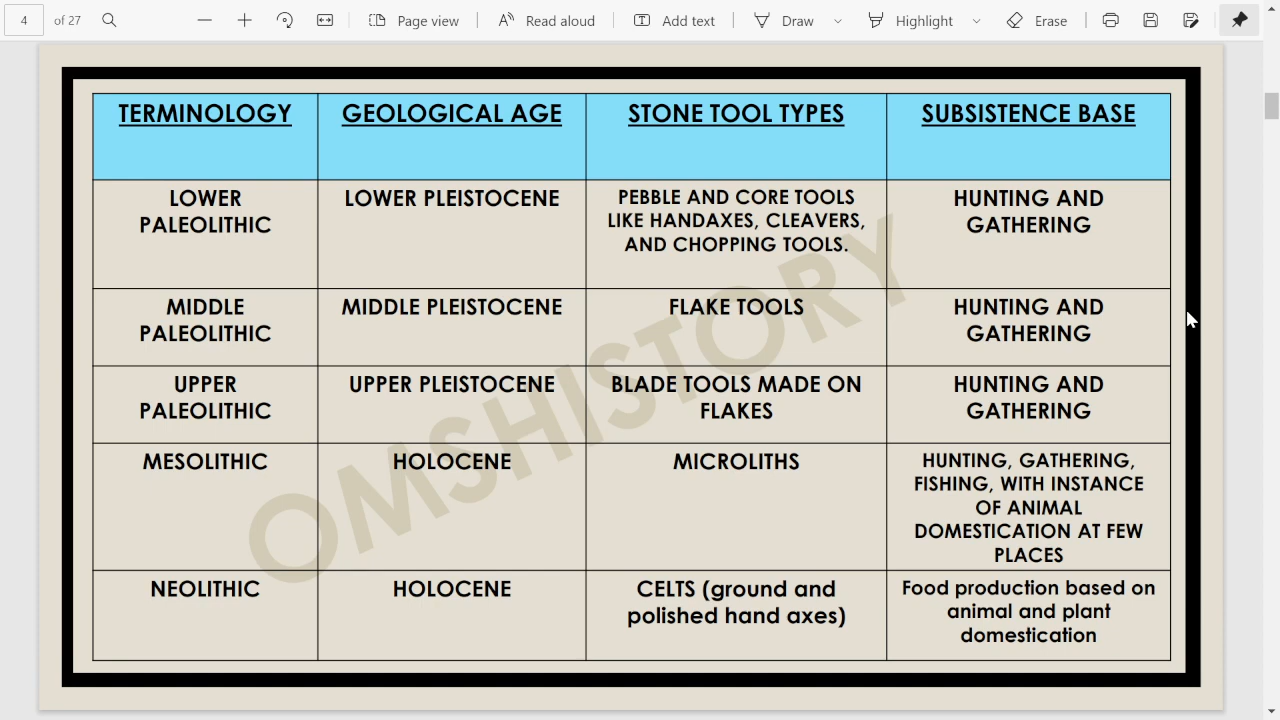 4 of 27 Page view Read aloud Add text Draw Highlight Erase
TERMINOLOGY GEOLOGICAL AGE STONE TOOL TYPES SUBSISTENCE BASE
LOWER
PALEOLITHIC
LOWER PLEISTOCENE
PEBBLE AND CORE TOOLS
LIKE HANDAXES, CLEAVERS,
AND CHOPPING TOOLS.
HUNTING AND
GATHERING
MIDDLE
PALEOLITHIC
MIDDLE PLEISTOCENE
FLAKE TOOLS
HUNTING AND
GATHERING
UPPER
PALEOLITHIC
UPPER PLEISTOCENE
BLADE TOOLS MADE ON
FLAKES
HUNTING AND
GATHERING
MESOLITHIC
HOLOCENE
MICROLITHS
HUNTING, GATHERING,
FISHING, WITH INSTANCE
OF ANIMAL
DOMESTICATION AT FEW
PLACES
NEOLITHIC
HOLOCENE
CELTS (ground and
polished hand axes)
Food production based on
animal and plant
domestication
OMSHISTORY